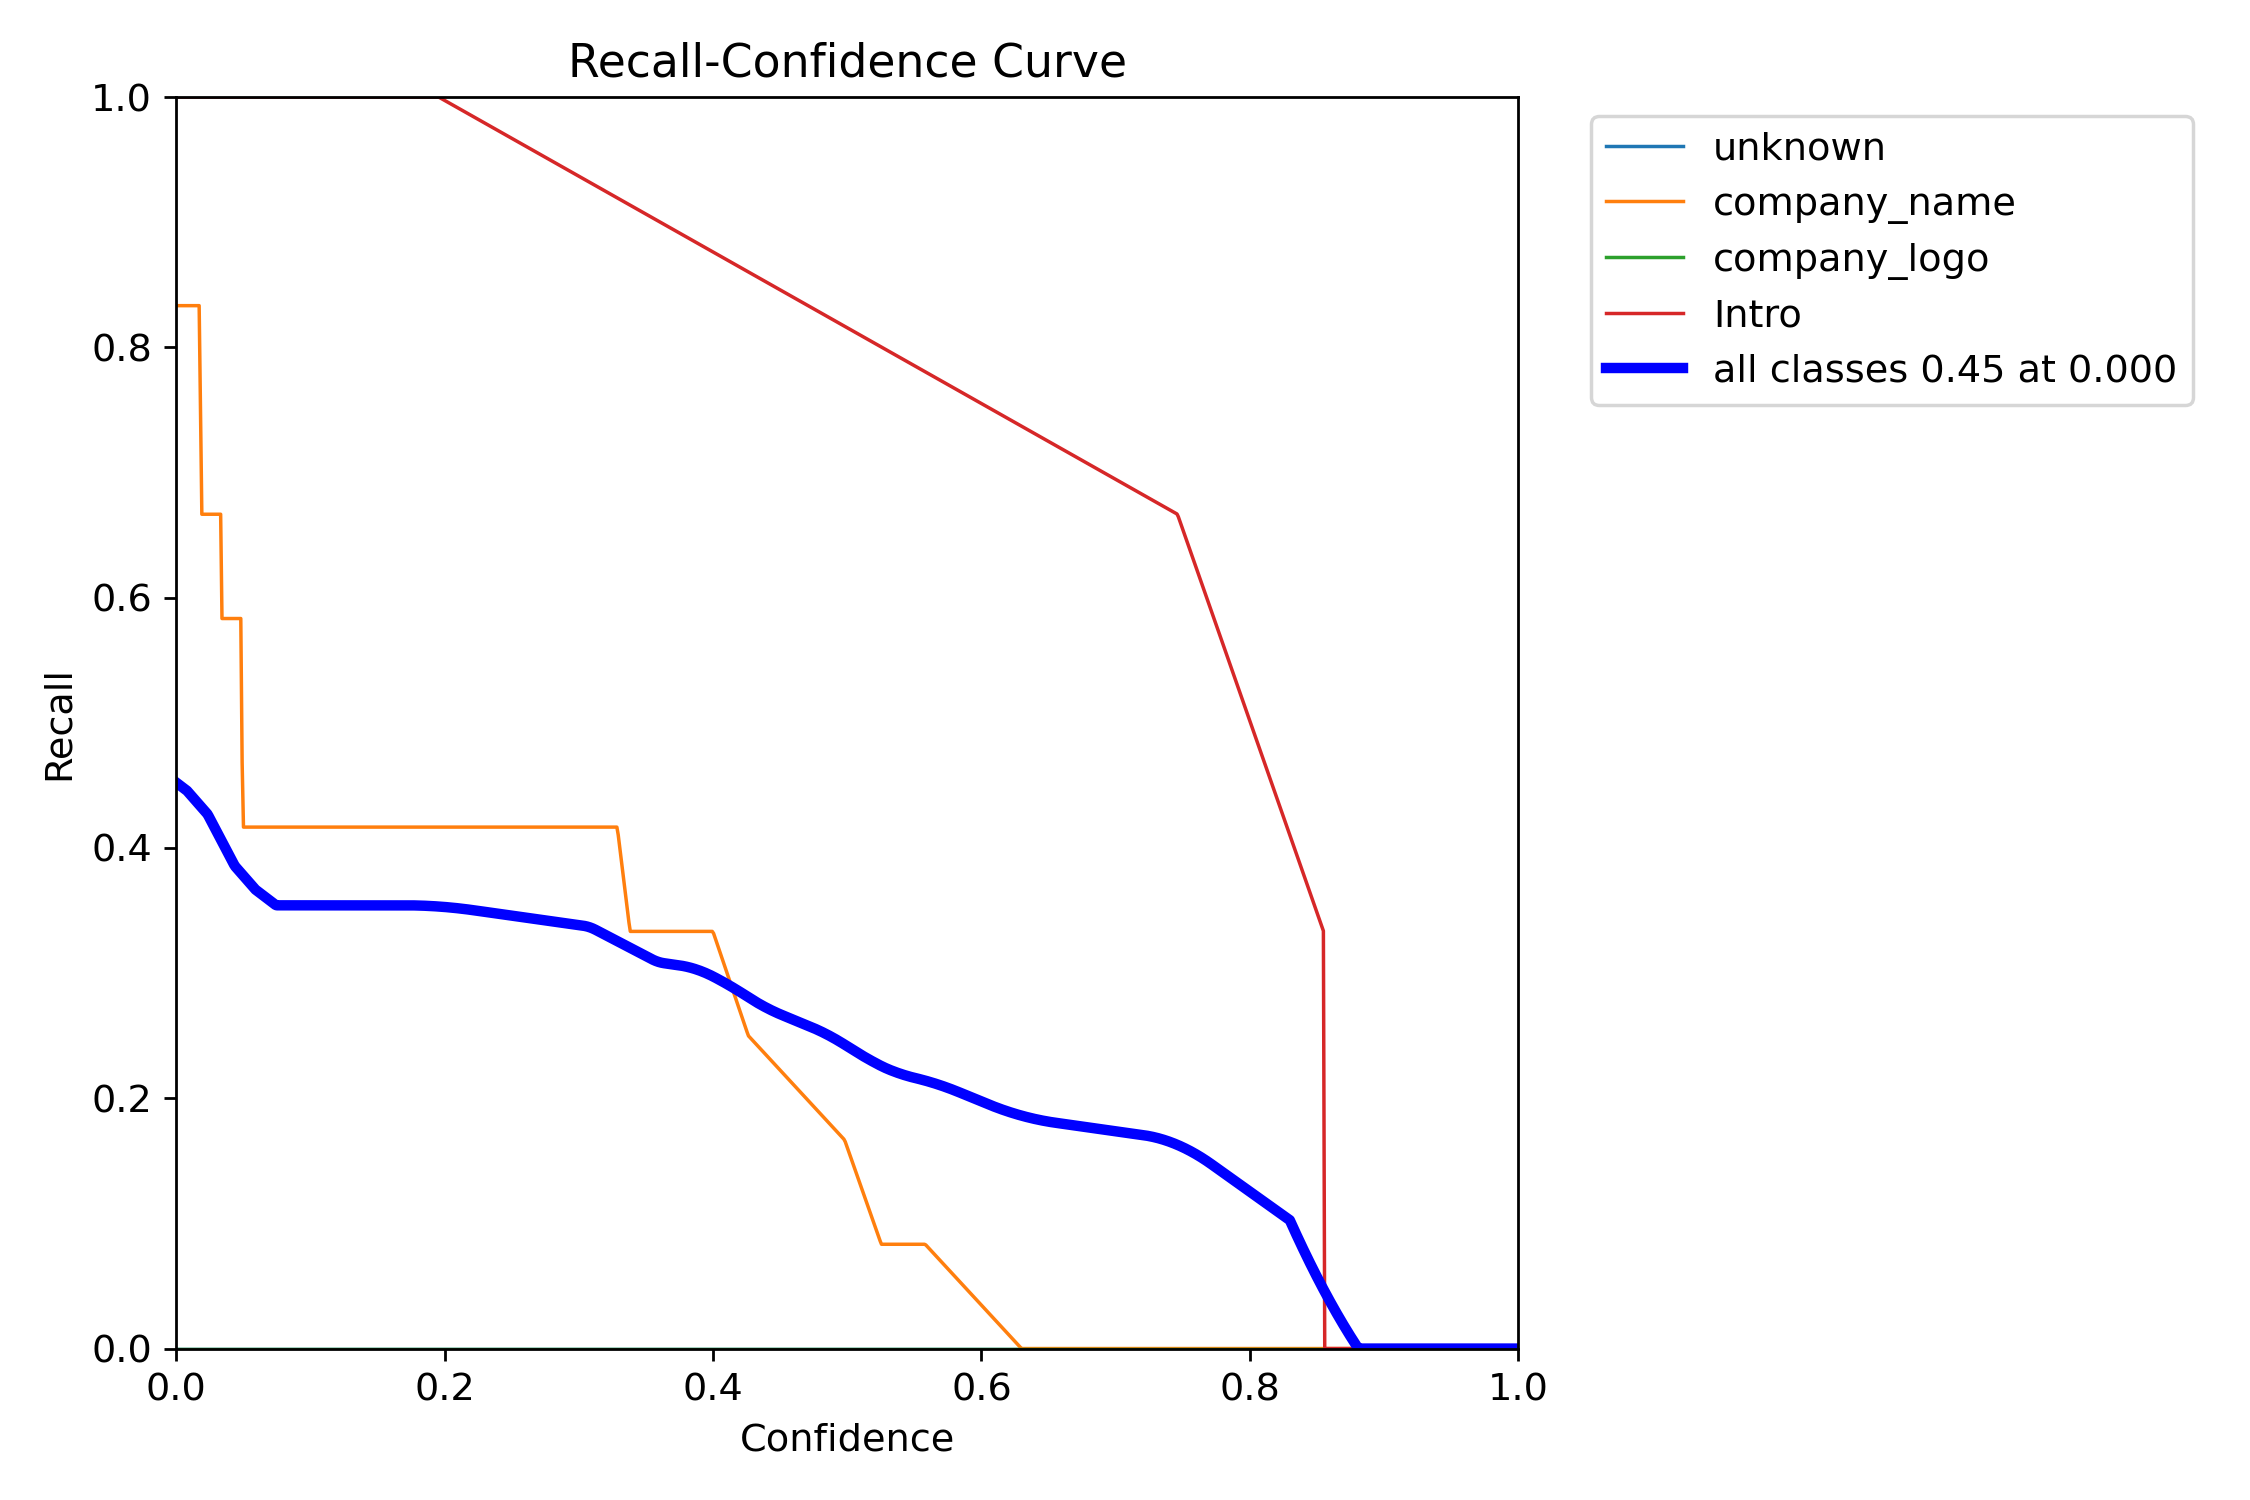 Recall-Confidence Curve
1.0
0.8
0.6
0.4
0.2
0.0
Recall
0.0 0.2 0.4 0.6 0.8 1.0
Confidence
unknown
company_name
company_logo
Intro
all classes 0.45 at 0.000